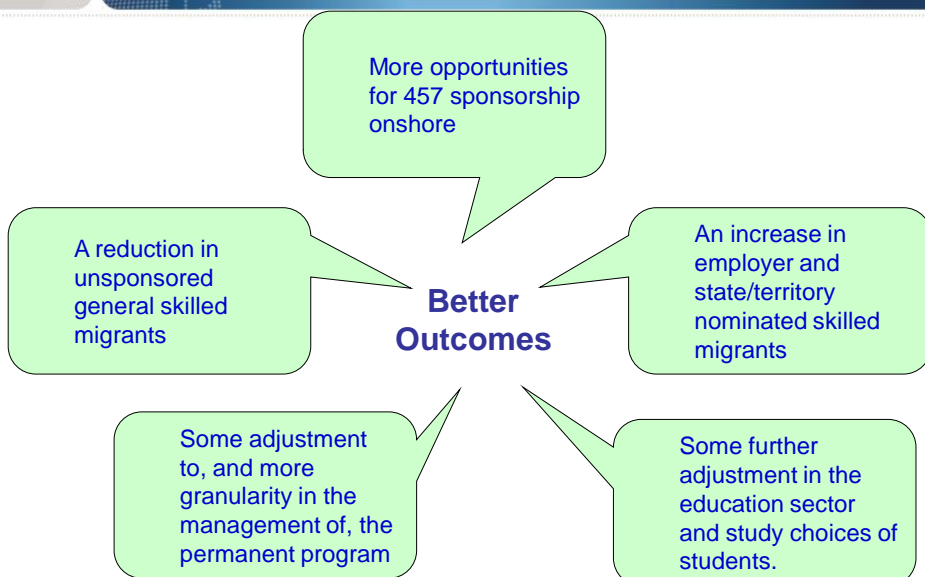 More opportunities
for 457 sponsorship
onshore
A reduction in
unsponsored
general skilled
migrants
Better
Outcomes
An increase in
employer and
state/territory
nominated skilled
migrants
Some adjustment
to, and more
granularity in the
management of, the
permanent program
Some further
adjustment in the
education sector
and study choices of
students.